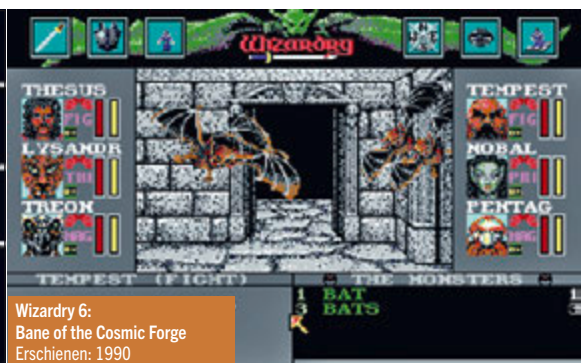 Wizardry
THESUS
FIG
LYSANDR
THI
TREON
MAG
TEMPEST
FIG
NOBAL
PRI
PENTAG
TEMPEST (FIGHT)
THE MONSTERS
1 BAT
3 BATS
Wizardry 6:
Bane of the Cosmic Forge
Erschienen: 1990